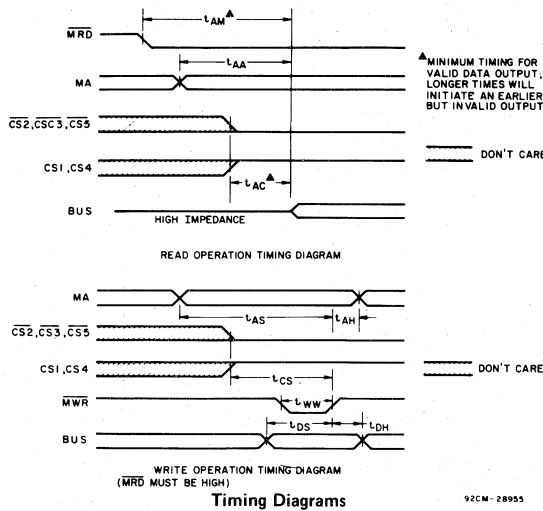 tAM▲
MRD
tAA
▲MINIMUM TIMING FOR
VALID DATA OUTPUT;
LONGER TIMES WILL
INITIATE AN EARLIER
BUT INVALID OUTPUT
MA
CS2,CSC3,CS5
DON'T CARE
CS1,CS4
tAC▲
BUS
HIGH IMPEDANCE
READ OPERATION TIMING DIAGRAM
MA
tAS
tAH
CS2,CS3,CS5
CS1,CS4
DON'T CARE
tCS
MWR
tWW
tDS
tDH
BUS
WRITE OPERATION TIMING DIAGRAM
(MRD MUST BE HIGH)
Timing Diagrams
92CM-28955